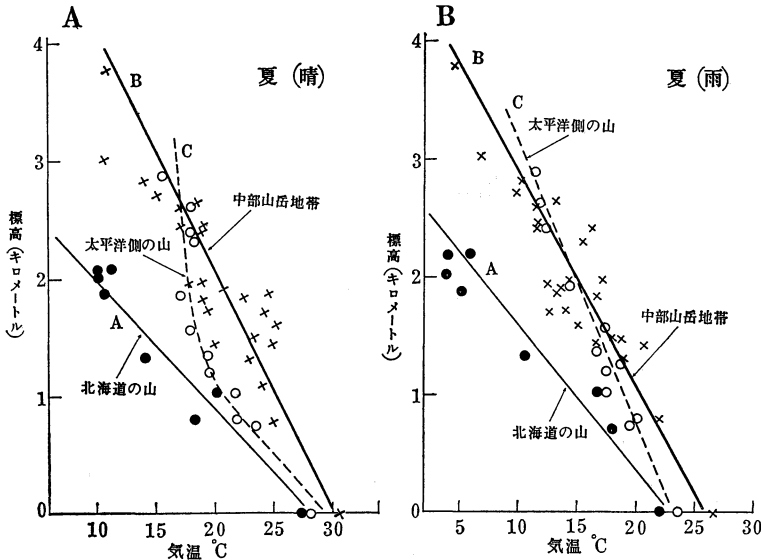 A
夏 (晴)
4
3
2
1
0
10
15
20
25
30
標高 (キロメートル)
気温 ℃
B
C
A
中部山岳地帯
太平洋側の山
北海道の山
B
夏 (雨)
4
3
2
1
0
5
10
15
20
25
30
標高 (キロメートル)
気温 ℃
B
C
A
太平洋側の山
中部山岳地帯
北海道の山